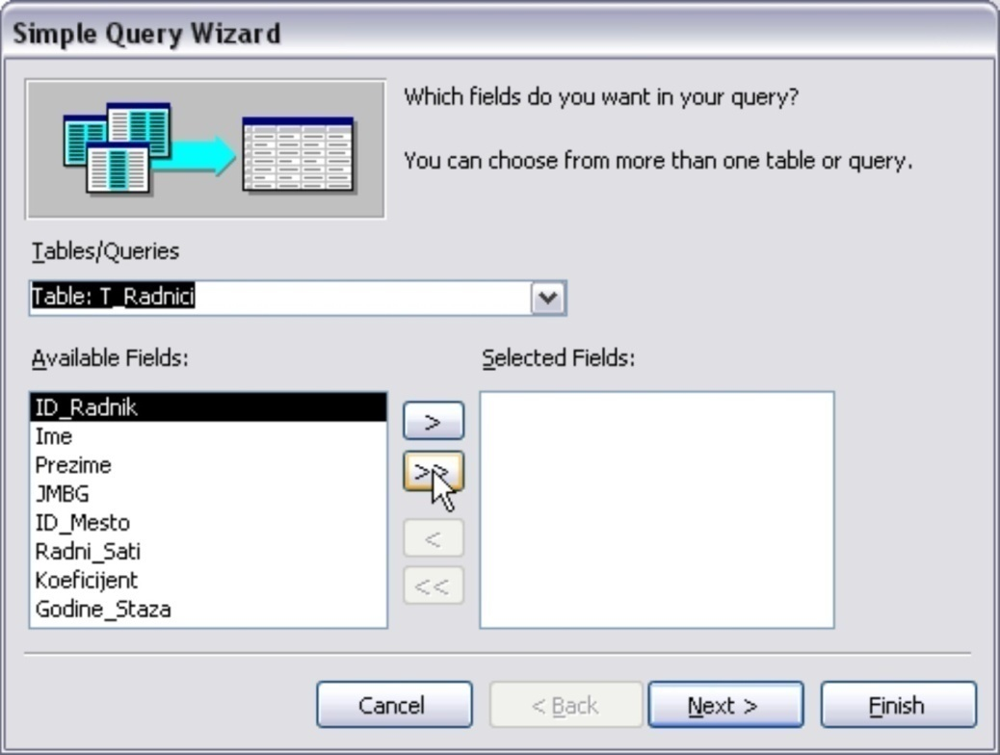 Simple Query Wizard
Which fields do you want in your query?
You can choose from more than one table or query.
Tables/Queries
Table: T_Radnici
Available Fields:
Selected Fields:
ID_Radnik
Ime
Prezime
JMBG
ID_Mesto
Radni_Sati
Koeficijent
Godine_Staza
>
>>
<
<<
Cancel
< Back
Next >
Finish